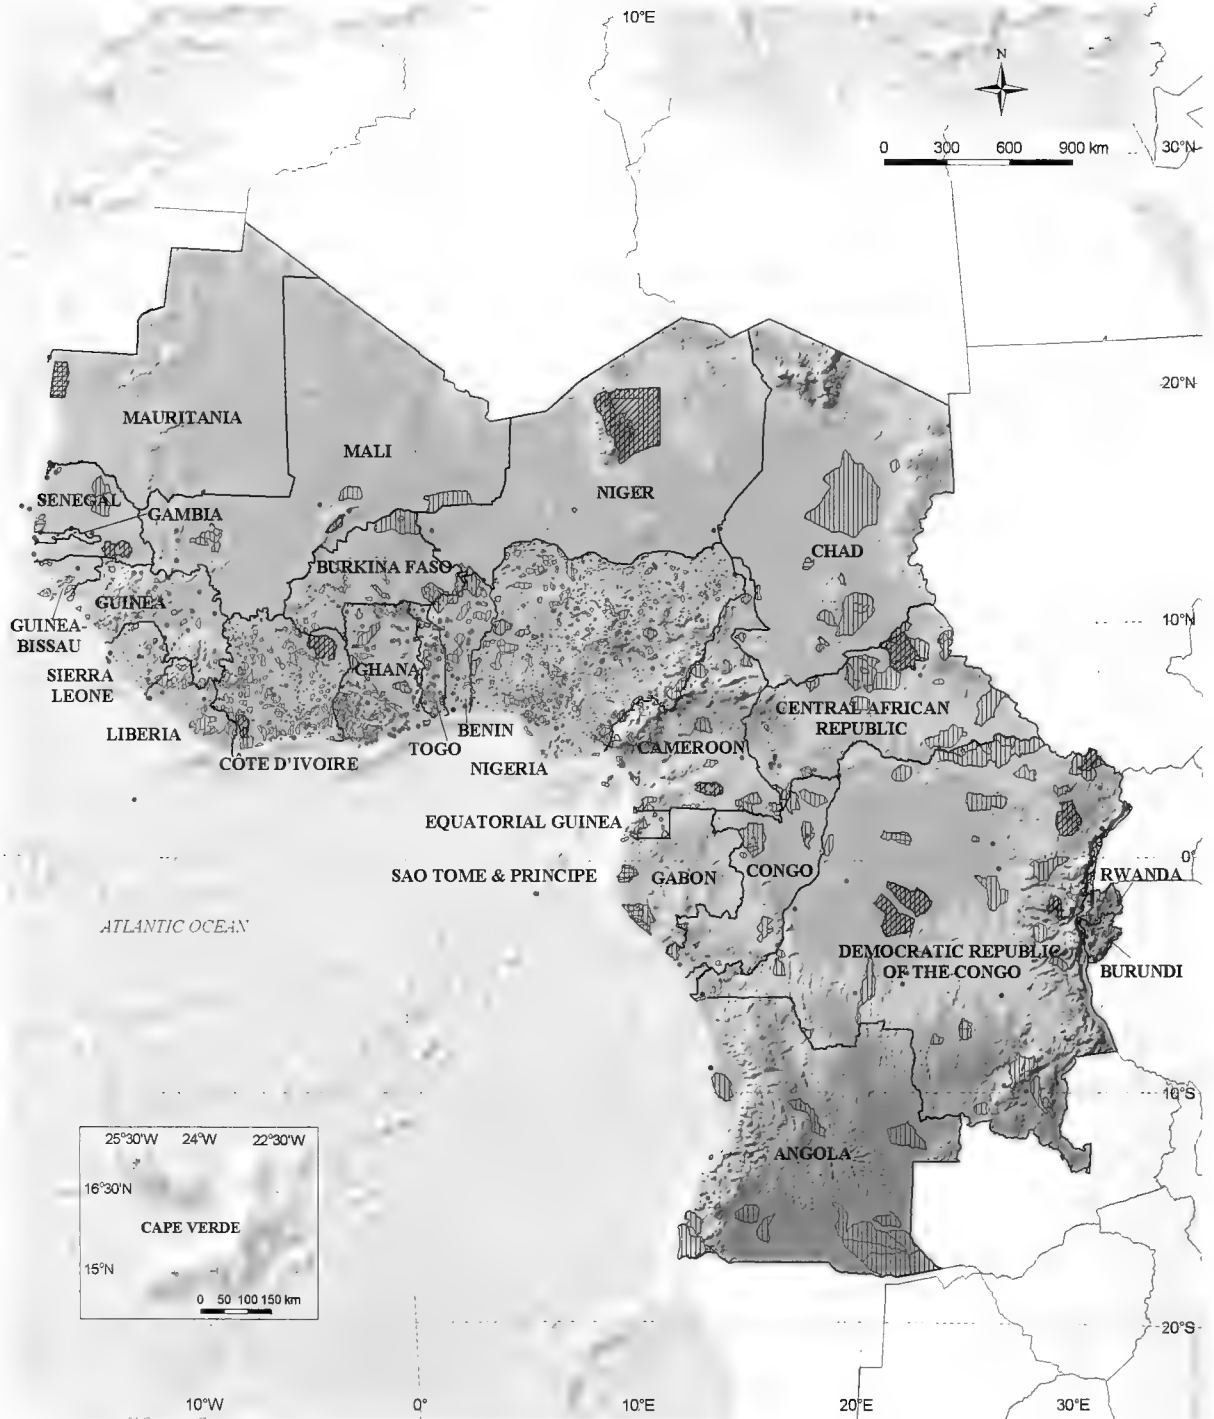 10°E
N
0 300 600 900 km
30°N
20°N
MAURITANIA
MALI
NIGER
SENEGAL
GAMBIA
CHAD
BURKINA FASO
GUINEA
GUINEA-
BISSAU
10°N
SIERRA
LEONE
GHANA
CENTRAL AFRICAN
REPUBLIC
LIBERIA
BENIN
TOGO
CAMEROON
CÔTE D'IVOIRE
NIGERIA
EQUATORIAL GUINEA
0°
SAO TOME & PRINCIPE
GABON
CONGO
RWANDA
ATLANTIC OCEAN
DEMOCRATIC REPUBLIC
OF THE CONGO
BURUNDI
10°S
25°30'W 24°W 22°30'W
16°30'N
ANGOLA
CAPE VERDE
15°N
0 50 100 150 km
20°S
10°W
0°
10°E
20°E
30°E